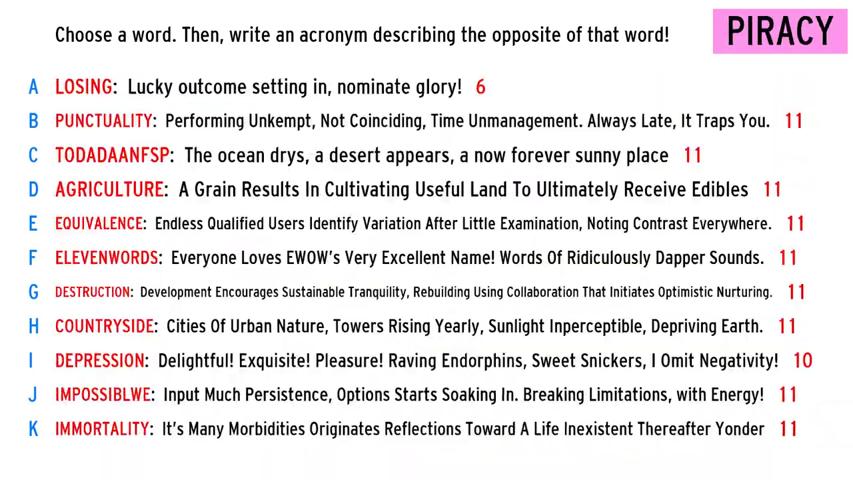 Choose a word. Then, write an acronym describing the opposite of that word!
PIRACY
A LOSING: Lucky outcome setting in, nominate glory! 6
B PUNCTUALITY: Performing Unkempt, Not Coinciding, Time Unmanagement. Always Late, It Traps You. 11
C TODADAANFSP: The ocean drys, a desert appears, a now forever sunny place 11
D AGRICULTURE: A Grain Results In Cultivating Useful Land To Ultimately Receive Edibles 11
E EQUIVALENCE: Endless Qualified Users Identify Variation After Little Examination, Noting Contrast Everywhere. 11
F ELEVENWORDS: Everyone Loves EWOW's Very Excellent Name! Words Of Ridiculously Dapper Sounds. 11
G DESTRUCTION: Development Encourages Sustainable Tranquility, Rebuilding Using Collaboration That Initiates Optimistic Nurturing. 11
H COUNTRYSIDE: Cities Of Urban Nature, Towers Rising Yearly, Sunlight Inperceptible, Depriving Earth. 11
I DEPRESSION: Delightful! Exquisite! Pleasure! Raving Endorphins, Sweet Snickers, I Omit Negativity! 10
J IMPOSSIBLWE: Input Much Persistence, Options Starts Soaking In. Breaking Limitations, with Energy! 11
K IMMORTALITY: It's Many Morbidities Originates Reflections Toward A Life Inexistent Thereafter Yonder 11